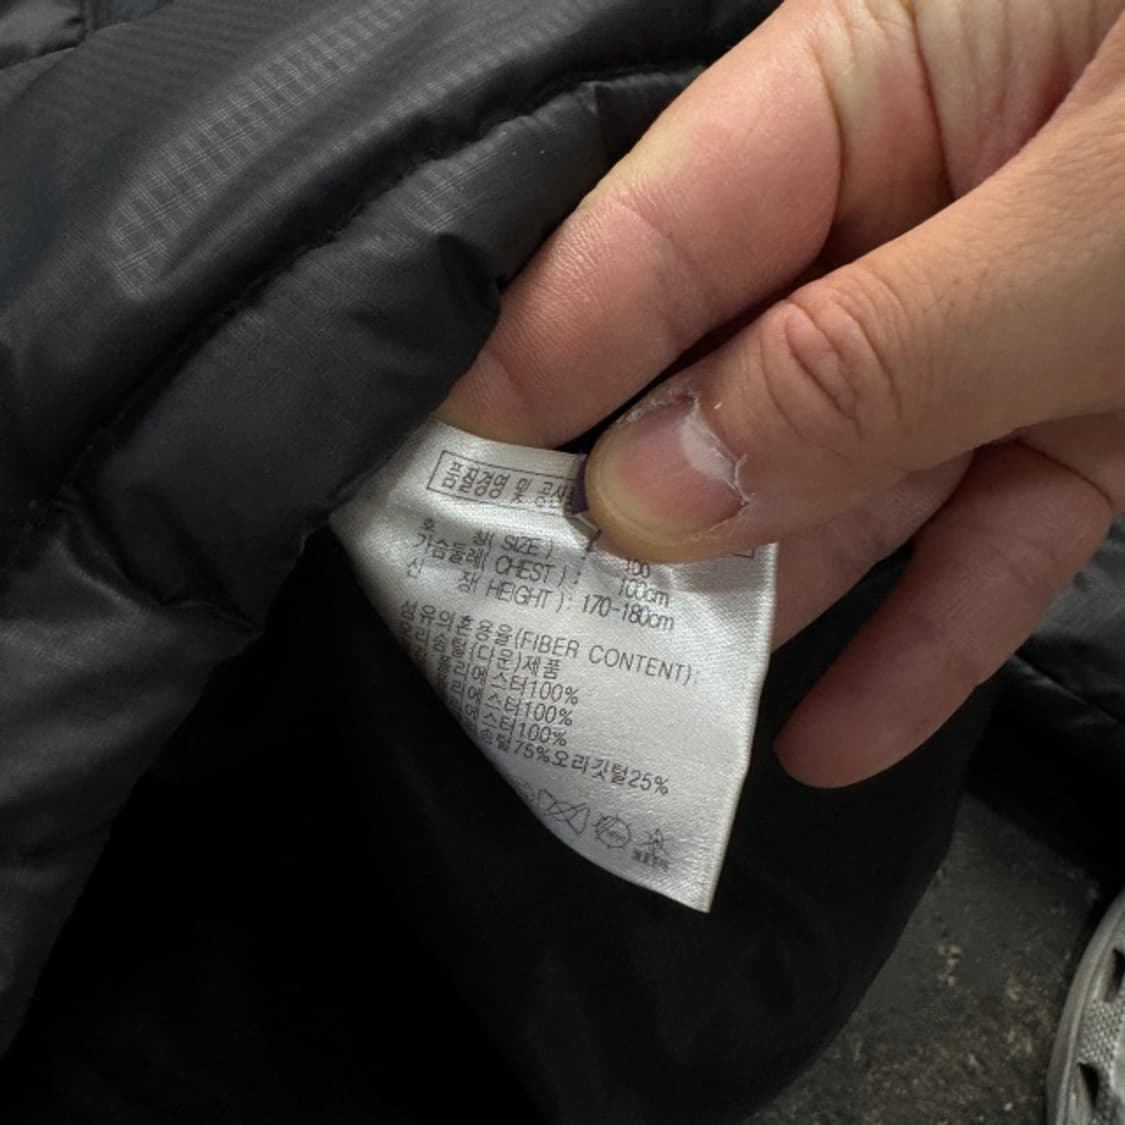 품질경영 및 공산
호 칭( SIZE ) : 100
가슴둘레( CHEST ) : 100cm
신 장( HEIGHT ) : 170-180cm
섬유의혼용율(FIBER CONTENT):
오리솜털(다운)제품
폴리에스터100%
폴리에스터100%
에스터100%
솜털75%오리깃털25%